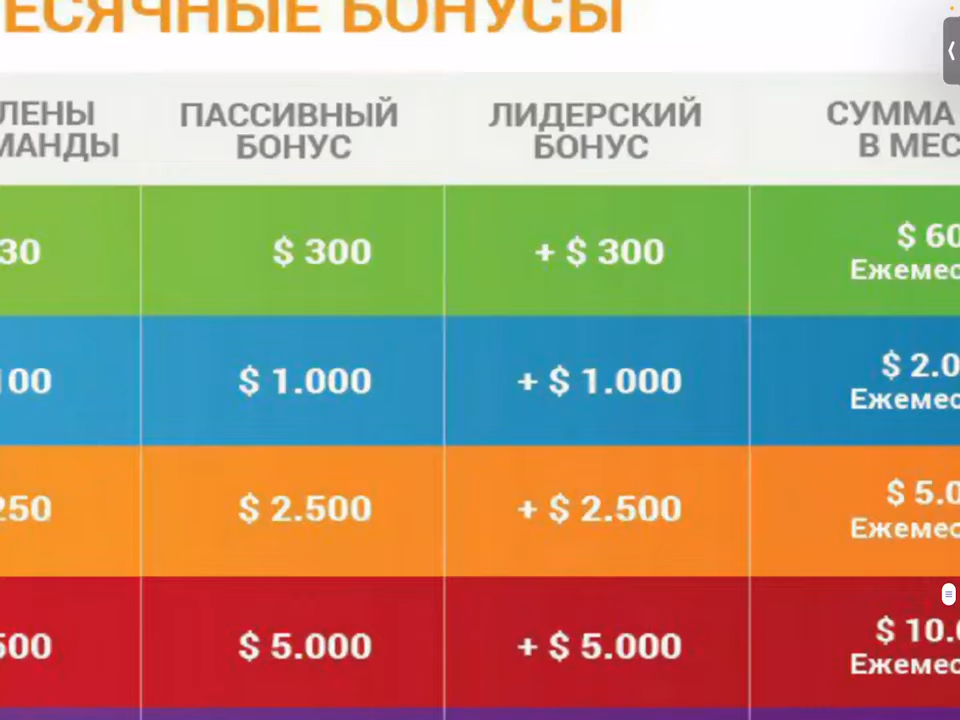 ЕСЯЧНЫЕ БОНУСЫ
ЛЕНЫ
МАНДЫ
ПАССИВНЫЙ
БОНУС
ЛИДЕРСКИЙ
БОНУС
СУММА
В МЕС
30
$ 300
+ $ 300
$ 60
Ежемес
100
$ 1.000
+ $ 1.000
$ 2.0
Ежемес
250
$ 2.500
+ $ 2.500
$ 5.0
Ежемес
500
$ 5.000
+ $ 5.000
$ 10.0
Ежемес